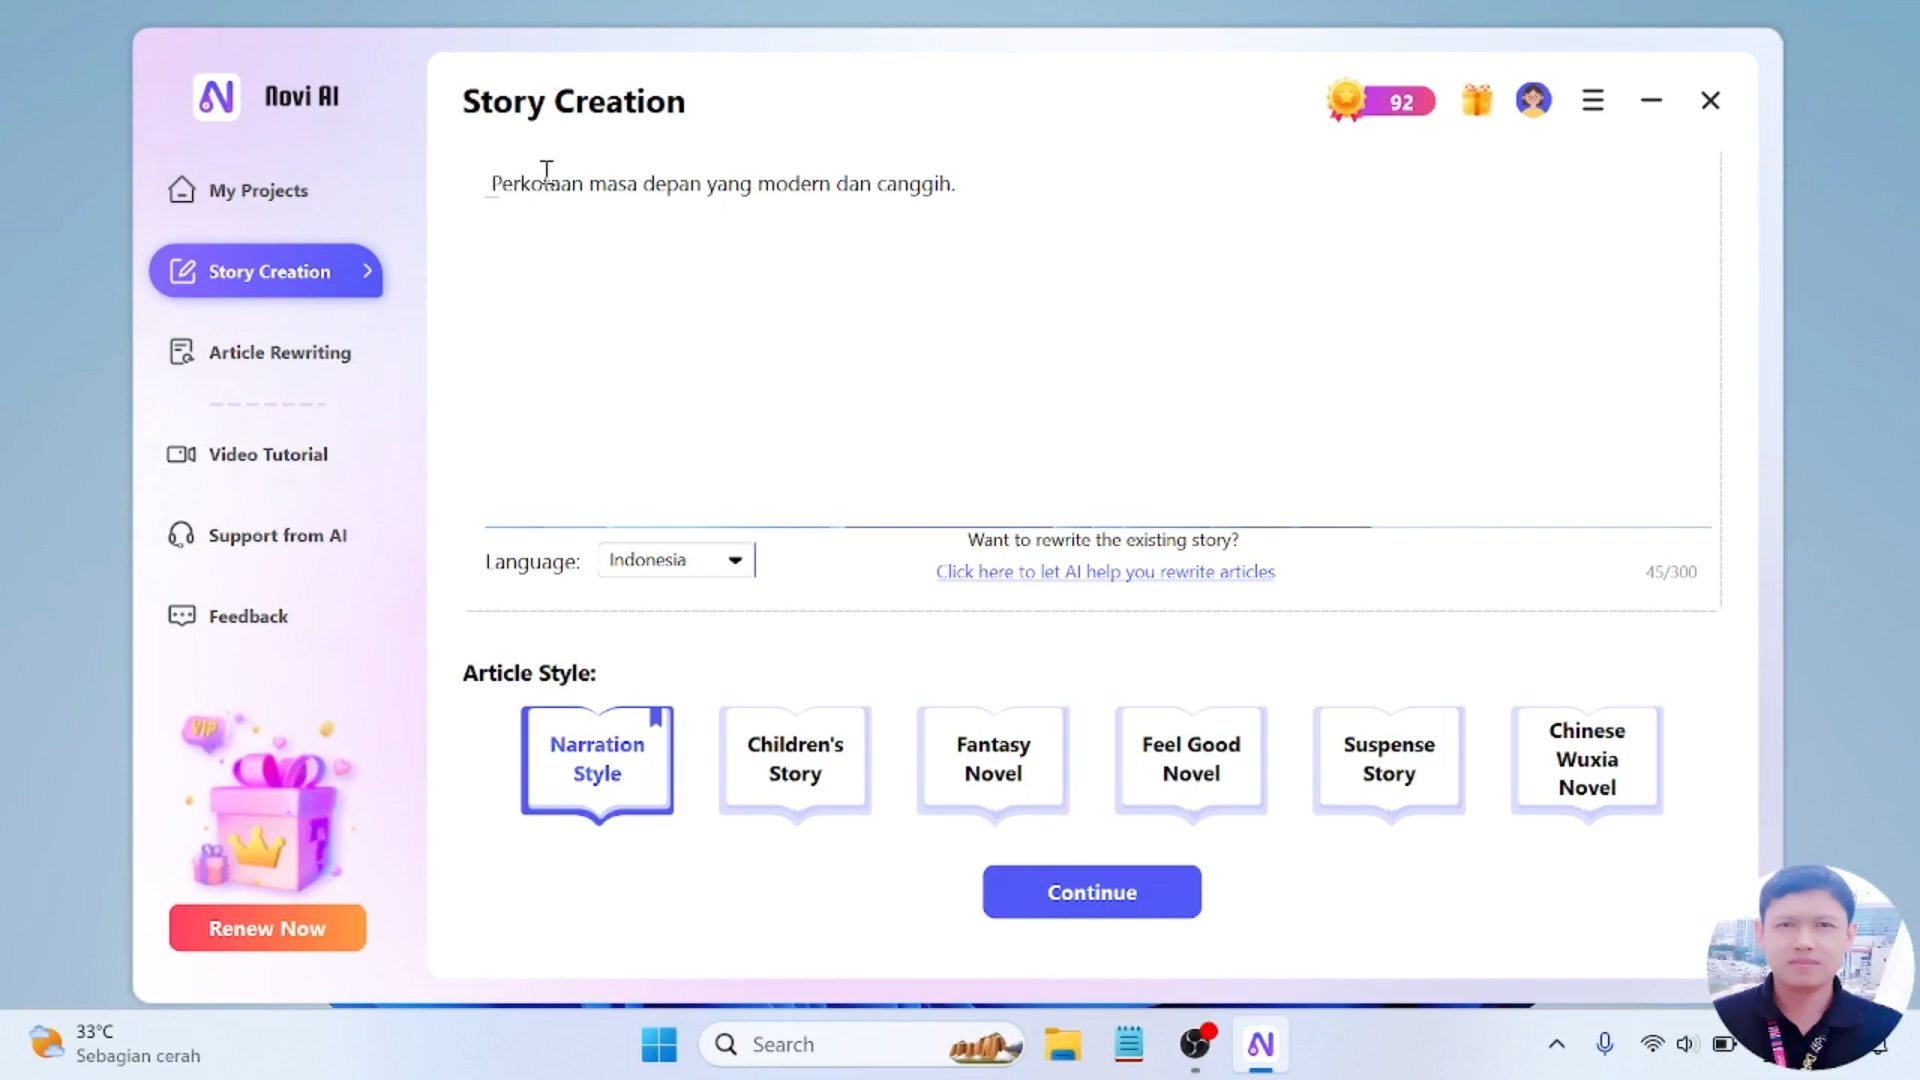 Novi AI
Story Creation
92
My Projects
Perkotaan masa depan yang modern dan canggih.
Story Creation
Article Rewriting
Video Tutorial
Want to rewrite the existing story?
Support from AI
Language:
Indonesia
Click here to let AI help you rewrite articles
45/300
Feedback
Article Style:
VIP
Narration
Style
Children's
Story
Fantasy
Novel
Feel Good
Novel
Suspense
Story
Chinese
Wuxia
Novel
Continue
Renew Now
33°C
Sebagian cerah
Search